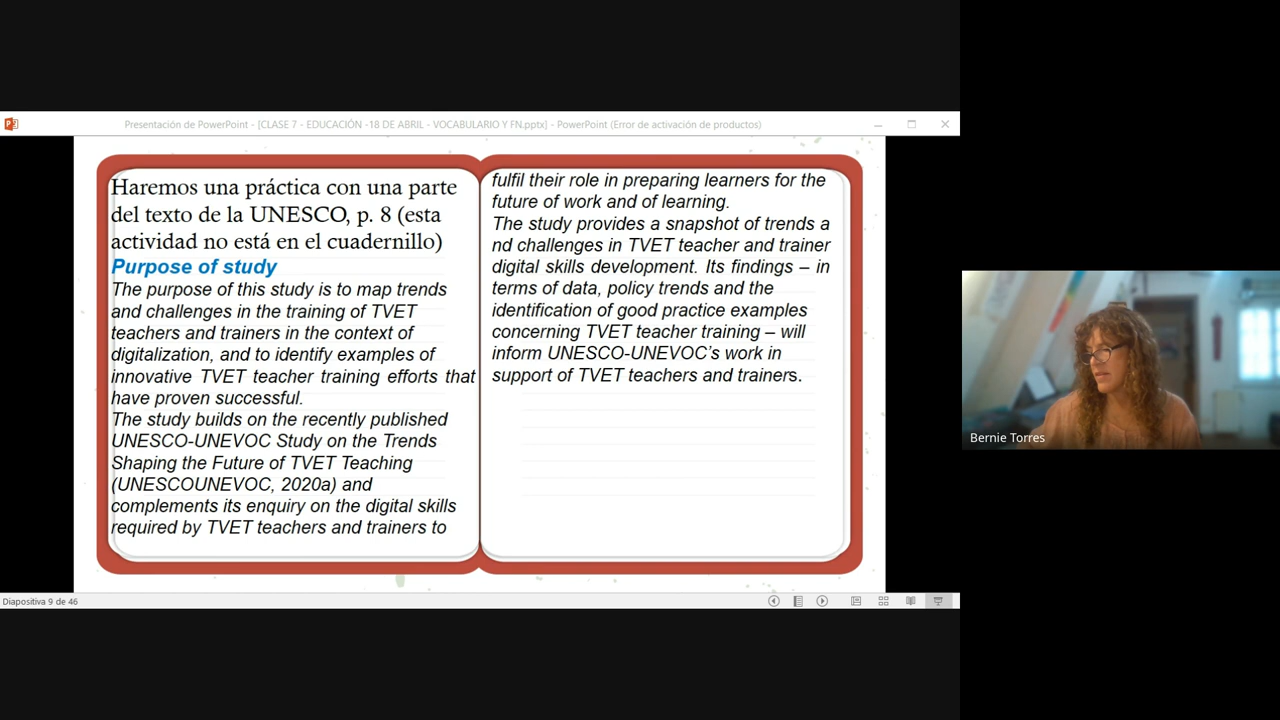 Presentación de PowerPoint - [CLASE 7 - EDUCACIÓN -18 DE ABRIL - VOCABULARIO Y FN.pptx] - PowerPoint (Error de activación de productos)
Haremos una práctica con una parte
del texto de la UNESCO, p. 8 (esta
actividad no está en el cuadernillo)
Purpose of study
The purpose of this study is to map trends
and challenges in the training of TVET
teachers and trainers in the context of
digitalization, and to identify examples of
innovative TVET teacher training efforts that
have proven successful.
The study builds on the recently published
UNESCO-UNEVOC Study on the Trends
Shaping the Future of TVET Teaching
(UNESCOUNEVOC, 2020a) and
complements its enquiry on the digital skills
required by TVET teachers and trainers to
fulfil their role in preparing learners for the
future of work and of learning.
The study provides a snapshot of trends a
nd challenges in TVET teacher and trainer
digital skills development. Its findings – in
terms of data, policy trends and the
identification of good practice examples
concerning TVET teacher training – will
inform UNESCO-UNEVOC's work in
support of TVET teachers and trainers.
Bernie Torres
Diapositiva 9 de 46